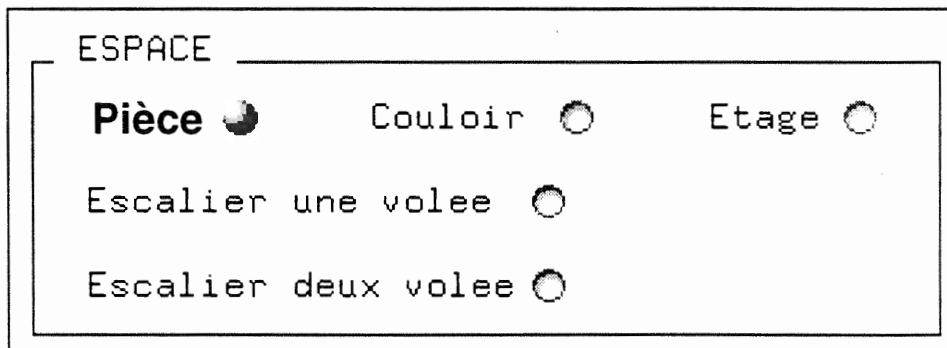 ESPACE
Pièce Couloir Etage
Escalier une volee
Escalier deux volee